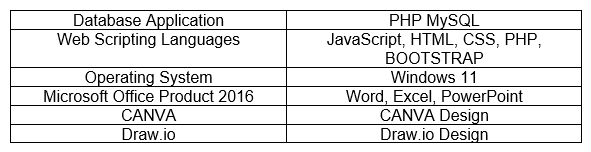 Database Application PHP MySQL
Web Scripting Languages JavaScript, HTML, CSS, PHP,
BOOTSTRAP
Operating System Windows 11
Microsoft Office Product 2016 Word, Excel, PowerPoint
CANVA CANVA Design
Draw.io Draw.io Design